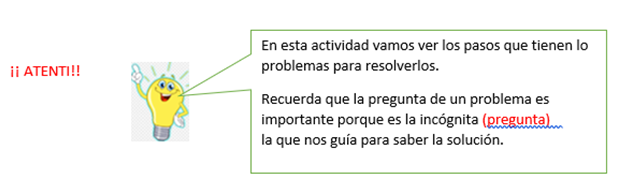 ¡¡ ATENTI!!
En esta actividad vamos ver los pasos que tienen lo
problemas para resolverlos.
Recuerda que la pregunta de un problema es
importante porque es la incógnita (pregunta)
la que nos guía para saber la solución.